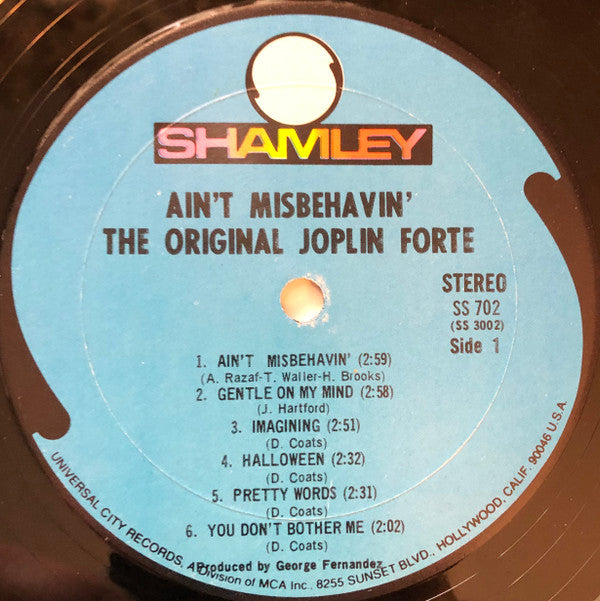 SHAMLEY
AIN'T MISBEHAVIN'
THE ORIGINAL JOPLIN FORTE
STEREO
SS 702
(SS 3002)
Side 1
1. AIN'T MISBEHAVIN' (2:59)
(A. Razaf-T. Waller-H. Brooks)
2. GENTLE ON MY MIND (2:58)
(J. Hartford)
3. IMAGINING (2:51)
(D. Coats)
4. HALLOWEEN (2:32)
(D. Coats)
5. PRETTY WORDS (2:31)
(D. Coats)
6. YOU DON'T BOTHER ME (2:02)
(D. Coats)
Produced by George Fernandez
UNIVERSAL CITY RECORDS, A Division of MCA Inc., 8255 SUNSET BLVD., HOLLYWOOD, CALIF. 90046 U.S.A.